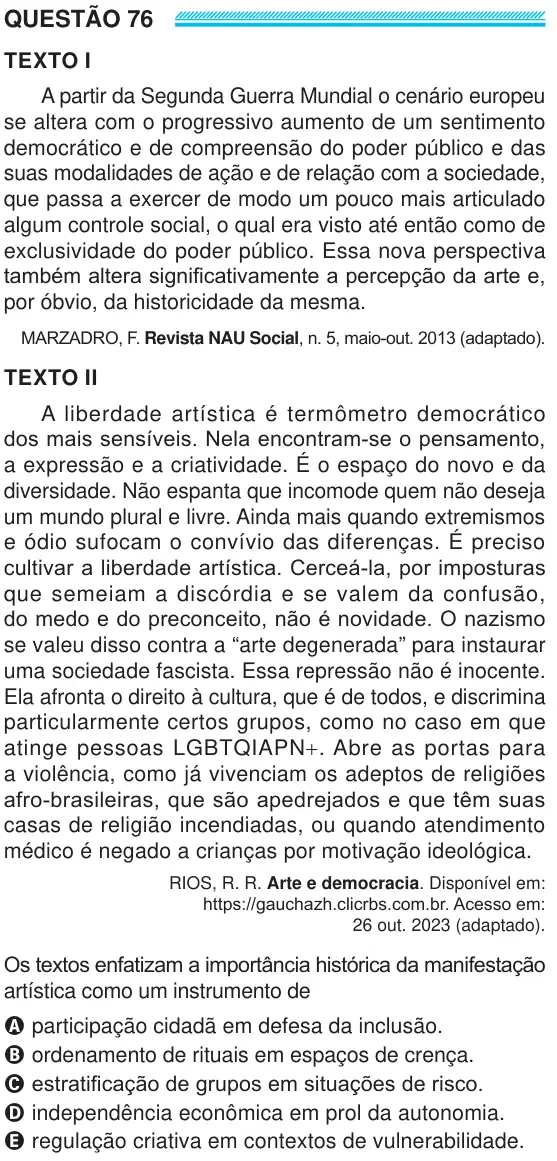 QUESTÃO 76
TEXTO I
A partir da Segunda Guerra Mundial o cenário europeu
se altera com o progressivo aumento de um sentimento
democrático e de compreensão do poder público e das
suas modalidades de ação e de relação com a sociedade,
que passa a exercer de modo um pouco mais articulado
algum controle social, o qual era visto até então como de
exclusividade do poder público. Essa nova perspectiva
também altera significativamente a percepção da arte e,
por óbvio, da historicidade da mesma.
MARZADRO, F. Revista NAU Social, n. 5, maio-out. 2013 (adaptado).
TEXTO II
A liberdade artística é termômetro democrático
dos mais sensíveis. Nela encontram-se o pensamento,
a expressão e a criatividade. É o espaço do novo e da
diversidade. Não espanta que incomode quem não deseja
um mundo plural e livre. Ainda mais quando extremismos
e ódio sufocam o convívio das diferenças. É preciso
cultivar a liberdade artística. Cerceá-la, por imposturas
que semeiam a discórdia e se valem da confusão,
do medo e do preconceito, não é novidade. O nazismo
se valeu disso contra a “arte degenerada” para instaurar
uma sociedade fascista. Essa repressão não é inocente.
Ela afronta o direito à cultura, que é de todos, e discrimina
particularmente certos grupos, como no caso em que
atinge pessoas LGBTQIAPN+. Abre as portas para
a violência, como já vivenciam os adeptos de religiões
afro-brasileiras, que são apedrejados e que têm suas
casas de religião incendiadas, ou quando atendimento
médico é negado a crianças por motivação ideológica.
RIOS, R. R. Arte e democracia. Disponível em:
https://gauchazh.clicrbs.com.br. Acesso em:
26 out. 2023 (adaptado).
Os textos enfatizam a importância histórica da manifestação
artística como um instrumento de
A participação cidadã em defesa da inclusão.
B ordenamento de rituais em espaços de crença.
C estratificação de grupos em situações de risco.
D independência econômica em prol da autonomia.
E regulação criativa em contextos de vulnerabilidade.